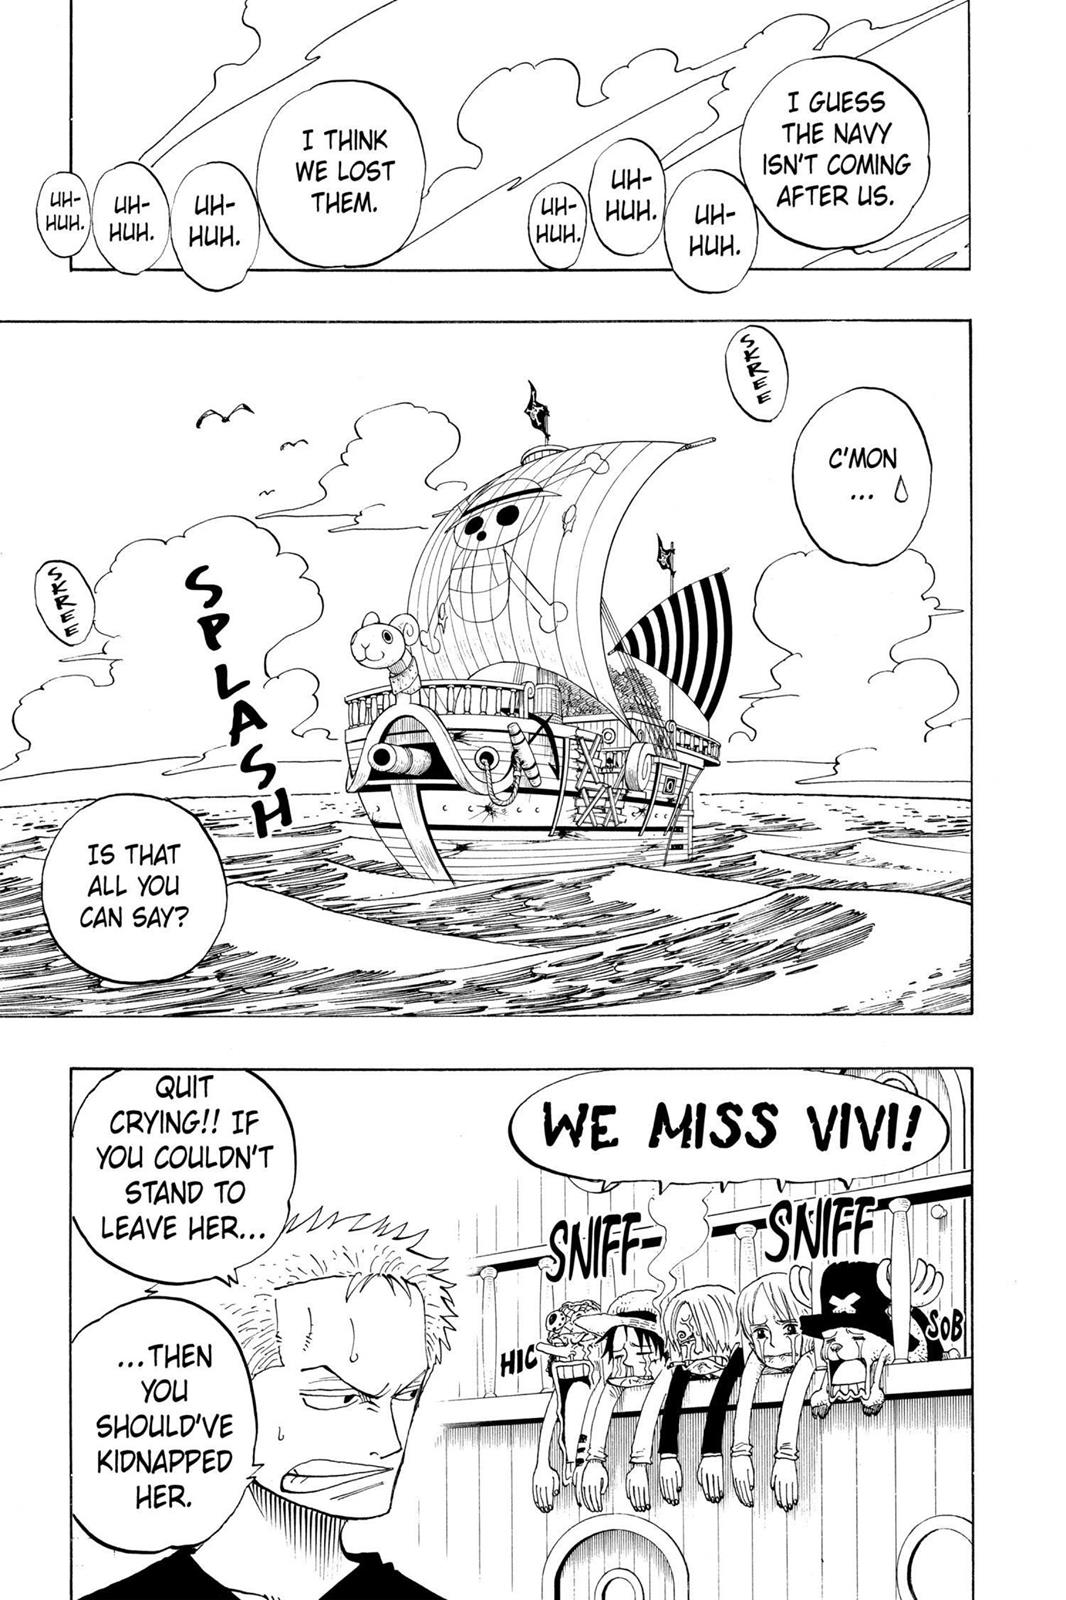 I GUESS
THE NAVY
ISN'T COMING
AFTER US.
UH-
HUH.
UH-
HUH.
UH-
HUH.
I THINK
WE LOST
THEM.
UH-
HUH.
UH-
HUH.
UH-
HUH.
SKREE
C'MON
...
SKREE
SPLASH
IS THAT
ALL YOU
CAN SAY?
WE MISS VIVI!
SNIFF
SNIFF-
SOB
HIC
QUIT
CRYING!! IF
YOU COULDN'T
STAND TO
LEAVE HER...
...THEN
YOU
SHOULD'VE
KIDNAPPED
HER.